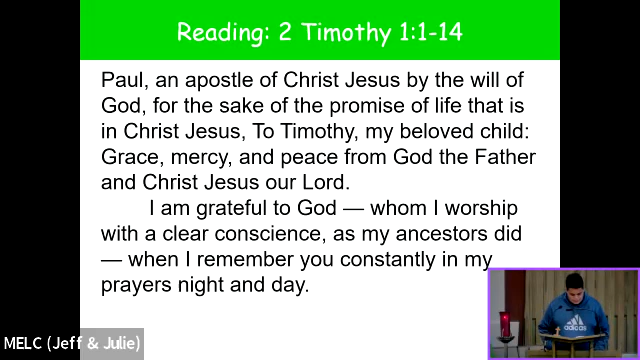 Reading: 2 Timothy 1:1-14
Paul, an apostle of Christ Jesus by the will of
God, for the sake of the promise of life that is
in Christ Jesus, To Timothy, my beloved child:
Grace, mercy, and peace from God the Father
and Christ Jesus our Lord.
I am grateful to God — whom I worship
with a clear conscience, as my ancestors did
— when I remember you constantly in my
prayers night and day.
adidas
MELC (Jeff & Julie)